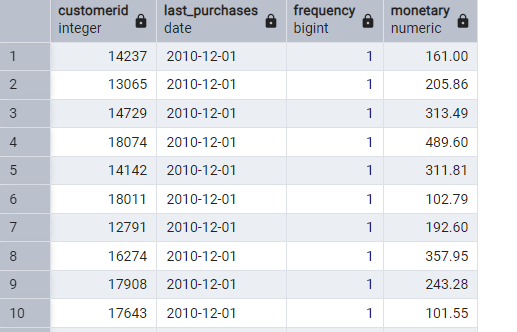 customerid last_purchases frequency monetary
integer date bigint numeric
1 14237 2010-12-01 1 161.00
2 13065 2010-12-01 1 205.86
3 14729 2010-12-01 1 313.49
4 18074 2010-12-01 1 489.60
5 14142 2010-12-01 1 311.81
6 18011 2010-12-01 1 102.79
7 12791 2010-12-01 1 192.60
8 16274 2010-12-01 1 357.95
9 17908 2010-12-01 1 243.28
10 17643 2010-12-01 1 101.55